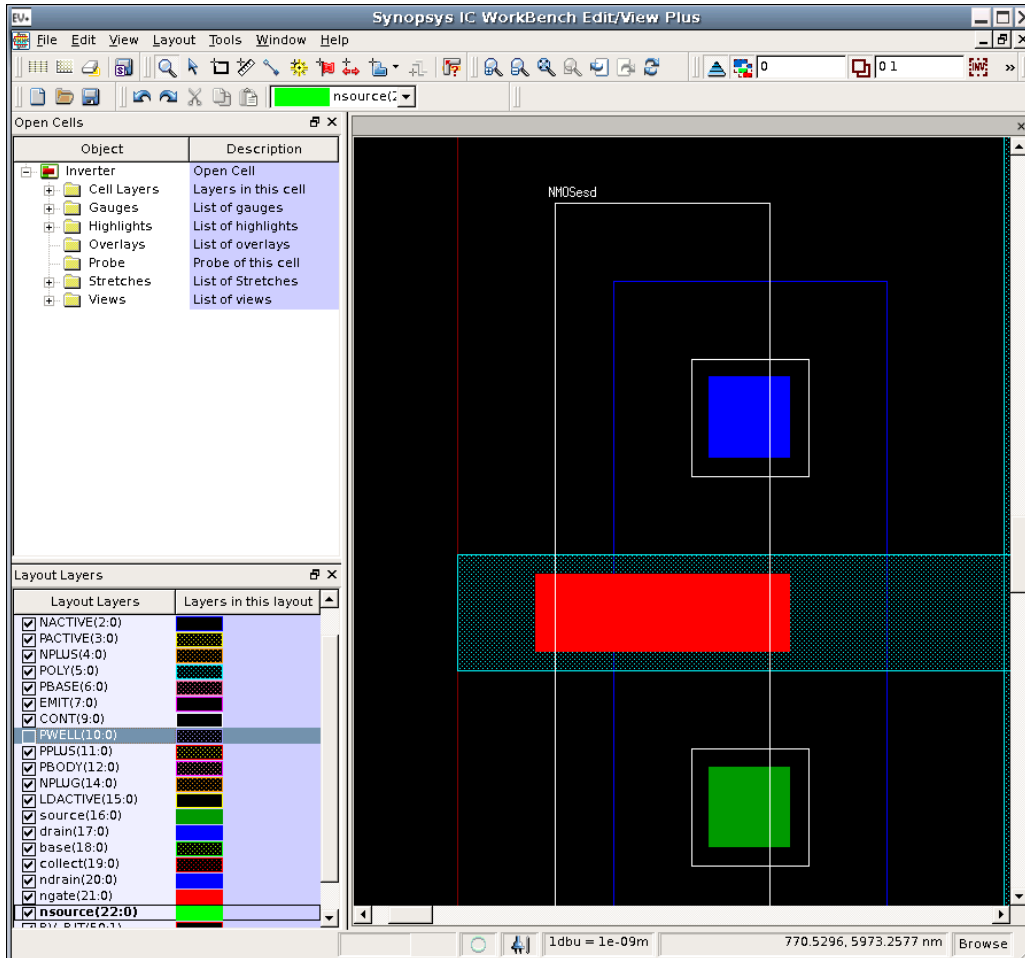 EV+ Synopsys IC WorkBench Edit/View Plus
File Edit View Layout Tools Window Help
0 0 1 INV »
nsource(2
Open Cells
Object Description
Inverter Open Cell
Cell Layers Layers in this cell
Gauges List of gauges
Highlights List of highlights
Overlays List of overlays
Probe Probe of this cell
Stretches List of Stretches
Views List of views
NMOSesd
Layout Layers
Layout Layers Layers in this layout
NACTIVE(2:0)
PACTIVE(3:0)
NPLUS(4:0)
POLY(5:0)
PBASE(6:0)
EMIT(7:0)
CONT(9:0)
PWELL(10:0)
PPLUS(11:0)
PBODY(12:0)
NPLUG(14:0)
LDACTIVE(15:0)
source(16:0)
drain(17:0)
base(18:0)
collect(19:0)
ndrain(20:0)
ngate(21:0)
nsource(22:0)
1dbu = 1e-09m 770.5296, 5973.2577 nm Browse